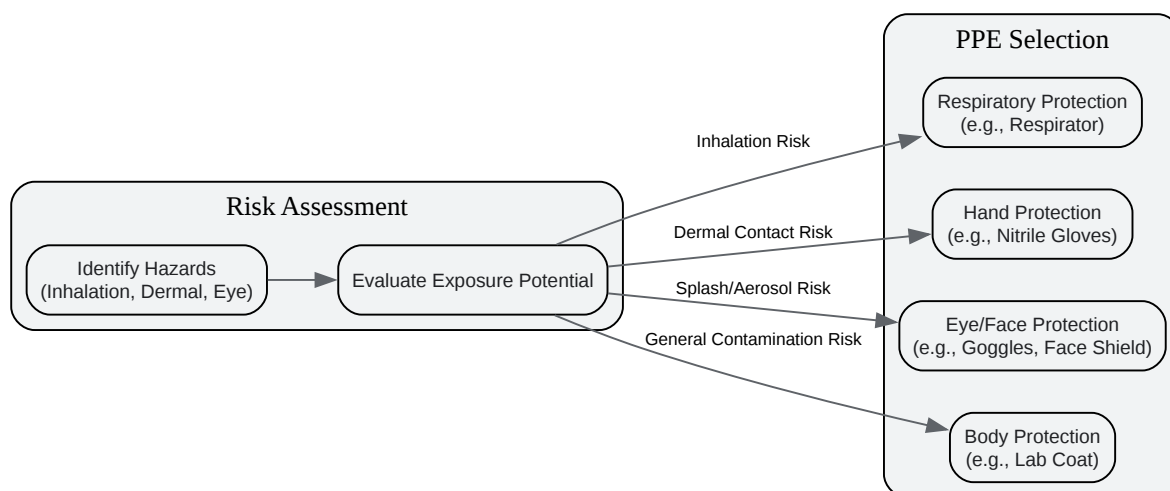 Risk Assessment
Identify Hazards
(Inhalation, Dermal, Eye)
Evaluate Exposure Potential
Inhalation Risk
Dermal Contact Risk
Splash/Aerosol Risk
General Contamination Risk
PPE Selection
Respiratory Protection
(e.g., Respirator)
Hand Protection
(e.g., Nitrile Gloves)
Eye/Face Protection
(e.g., Goggles, Face Shield)
Body Protection
(e.g., Lab Coat)